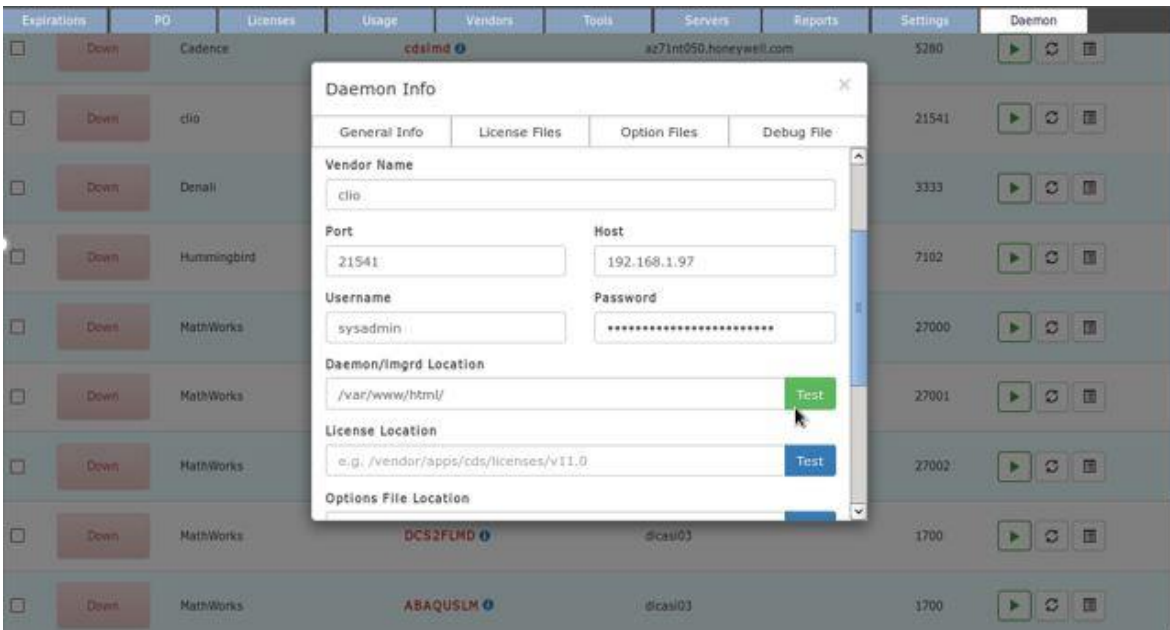 Expirations PO Licenses Usage Vendors Tools Servers Reports Settings Daemon
Down Cadence cdslmd az71nt050.honeywell.com 5280
Daemon Info ×
General Info License Files Option Files Debug File
Down clio 21541
Vendor Name
clio
Down Denali 3333
Port Host
21541 192.168.1.97
Down Hummingbird 7102
Username Password
sysadmin ************************
Down MathWorks 27000
Daemon/lmgrd Location
/var/www/html/ Test
Down MathWorks 27001
License Location
e.g. /vendor/apps/cds/licenses/v11.0 Test
Down MathWorks 27002
Options File Location
Down MathWorks DCS2FLMD dicasi03 1700
Down MathWorks ABAQUSLM dicasi03 1700